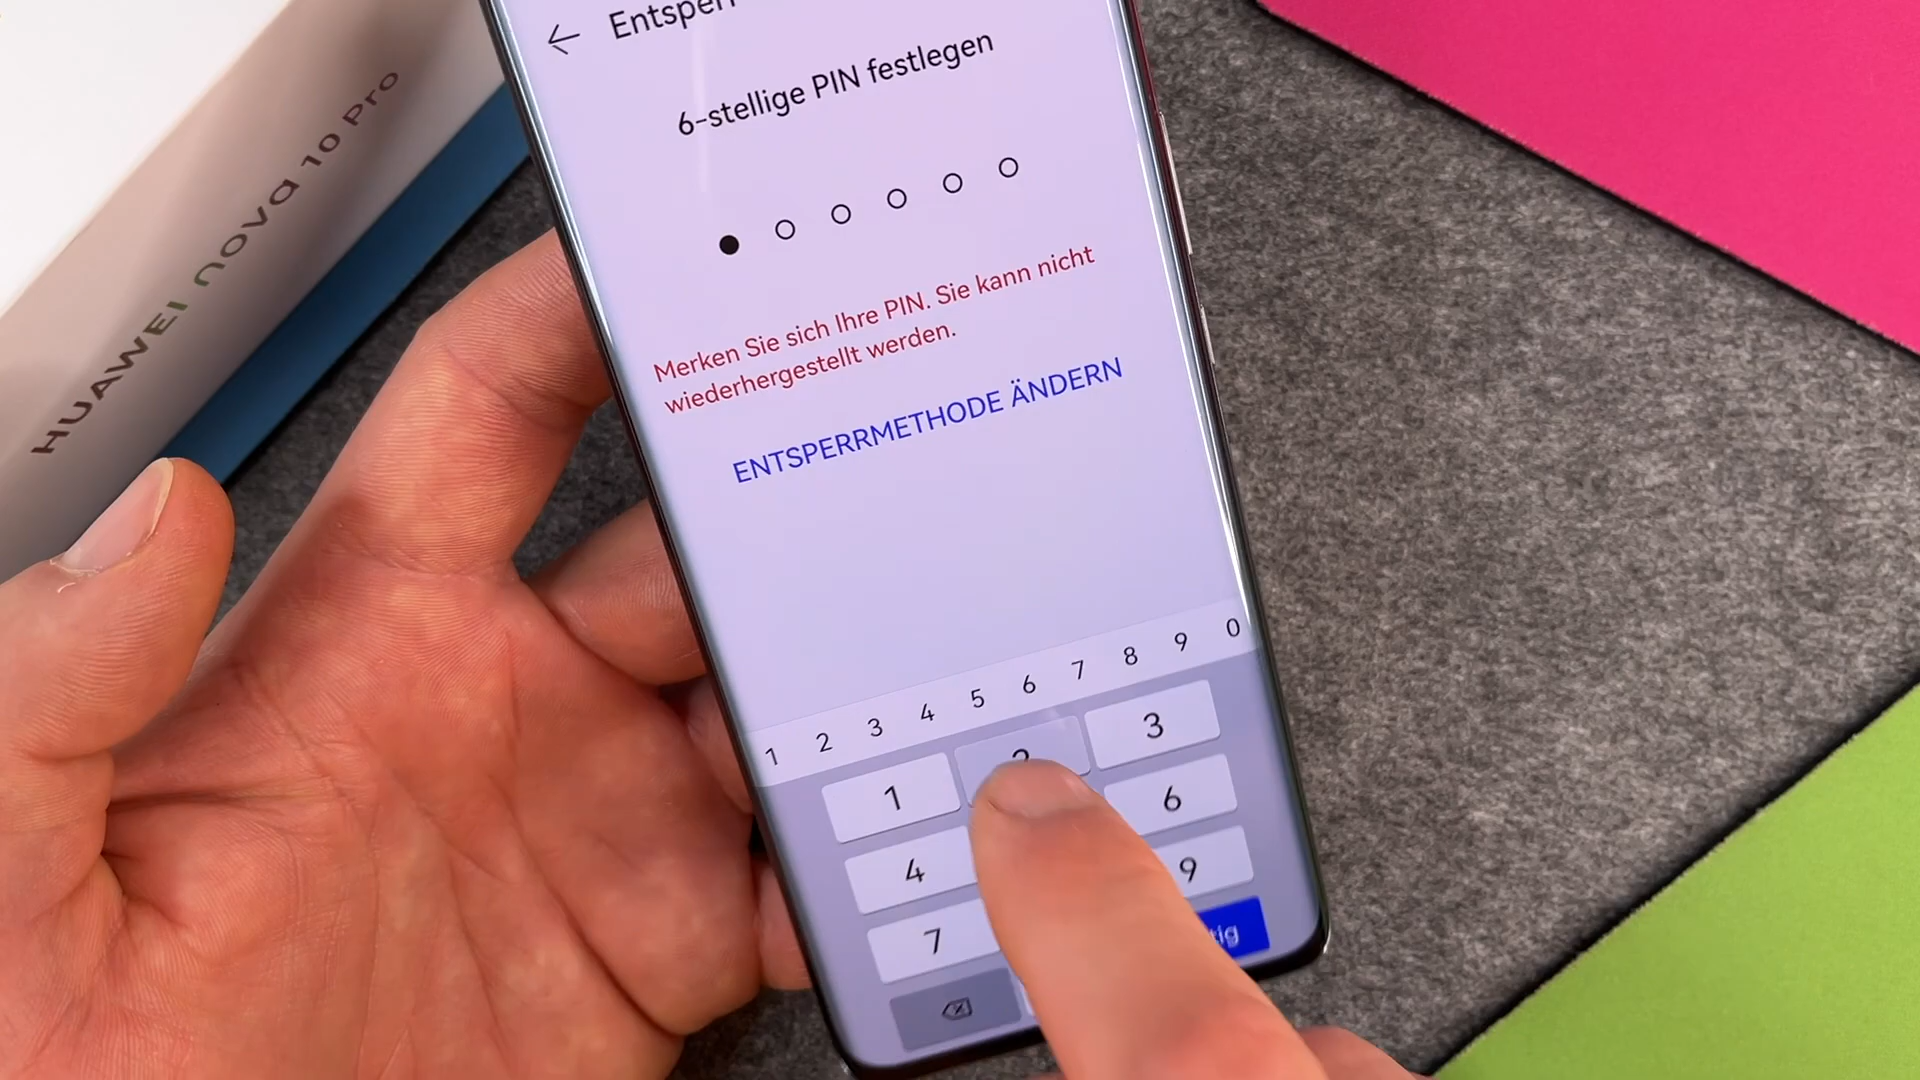 HUAWEI nova 10 Pro
6-stellige PIN festlegen
Merken Sie sich Ihre PIN. Sie kann nicht
wiederhergestellt werden.
ENTSPERRMETHODE ÄNDERN
1 2 3 4 5 6 7 8 9 0
1 2 3
4 6
7 9